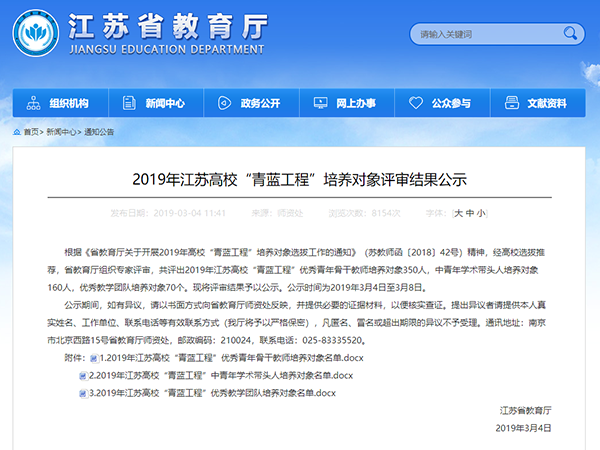 江苏省教育厅
JIANGSU EDUCATION DEPARTMENT
请输入关键词
组织机构 新闻中心 政务公开 网上办事 公众参与 文献资料
首页> 新闻中心> 通知公告
2019年江苏高校“青蓝工程”培养对象评审结果公示
发布日期：2019-03-04 11:41 来源：师资处 浏览次数：8154次 字体：[大 中 小]
根据《省教育厅关于开展2019年高校“青蓝工程”培养对象选拔工作的通知》（苏教师函〔2018〕42号）精神，经高校选拔推
荐，省教育厅组织专家评审，共评出2019年江苏高校“青蓝工程”优秀青年骨干教师培养对象350人，中青年学术带头人培养对象
160人，优秀教学团队培养对象70个。现将评审结果予以公示。公示时间为2019年3月4日至3月8日。
公示期间，如有异议，请以书面方式向省教育厅师资处反映，并提供必要的证据材料，以便核实查证。提出异议者请提供本人真
实姓名、工作单位、联系电话等有效联系方式（我厅将予以严格保密），凡匿名、冒名或超出期限的异议不予受理。通讯地址：南京
市北京西路15号省教育厅师资处，邮政编码：210024，联系电话：025-83335520。
附件：1.2019年江苏高校“青蓝工程”优秀青年骨干教师培养对象名单.docx
2.2019年江苏高校“青蓝工程”中青年学术带头人培养对象名单.docx
3.2019年江苏高校“青蓝工程”优秀教学团队培养对象名单.docx
江苏省教育厅
2019年3月4日